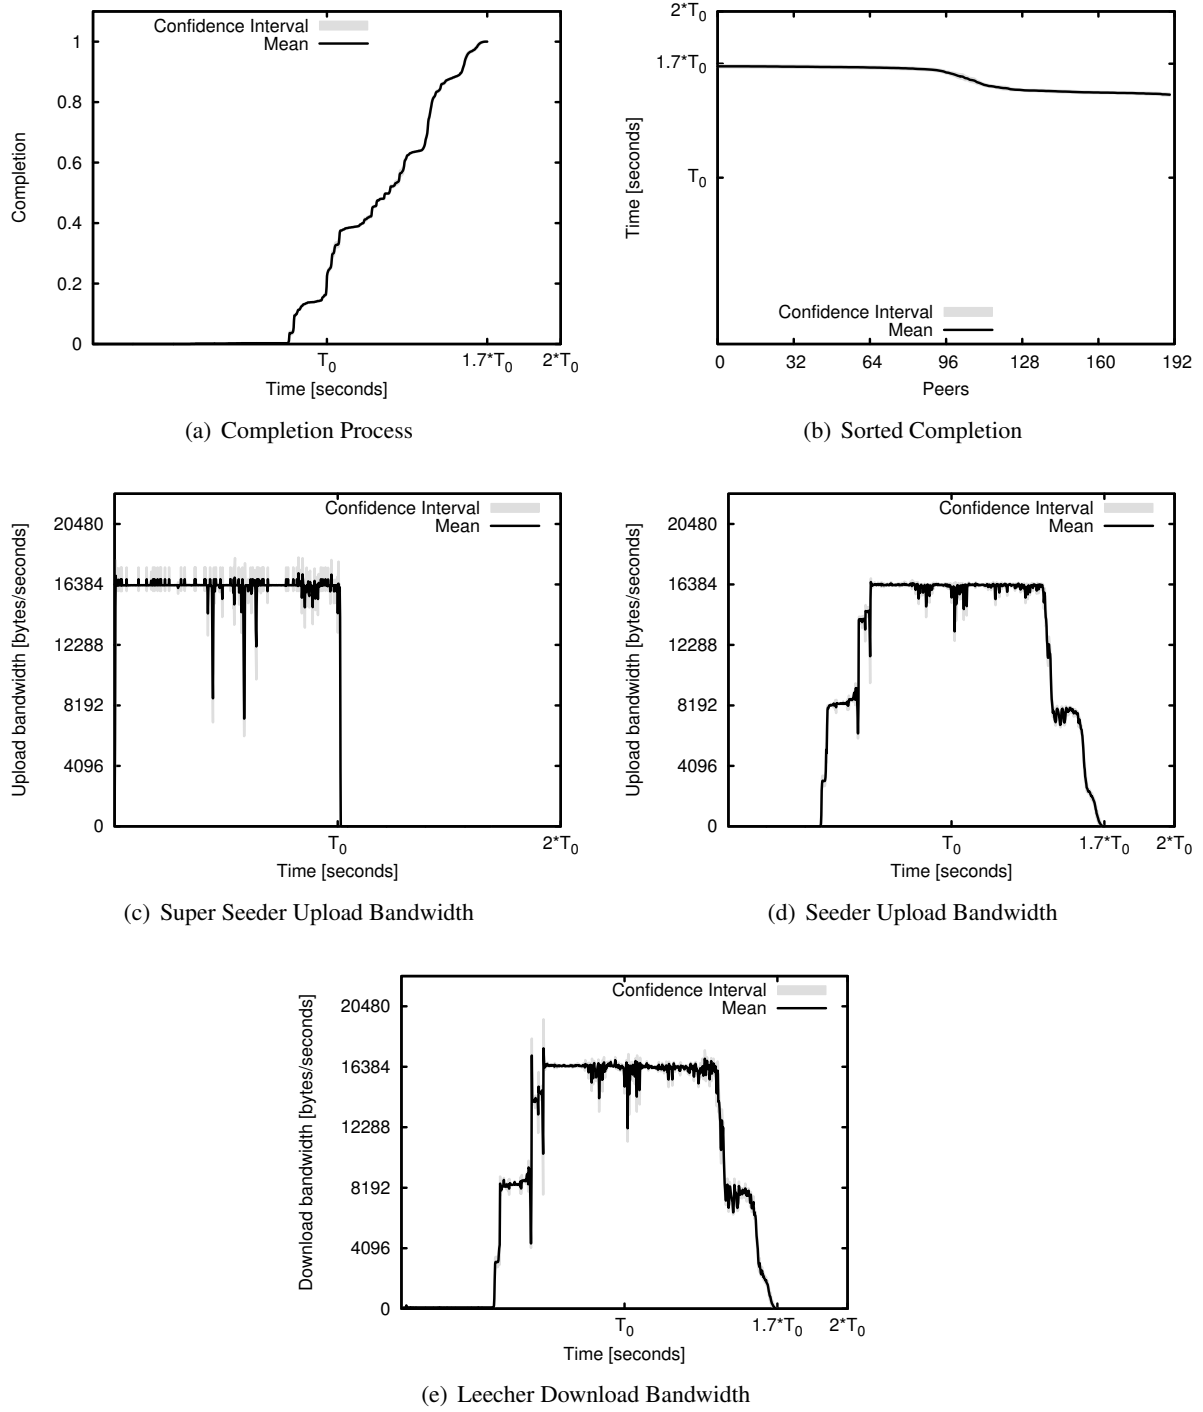 Confidence Interval
Mean
1
0.8
0.6
0.4
0.2
0
Completion
T0
1.7*T0
2*T0
Time [seconds]
(a) Completion Process
2*T0
1.7*T0
T0
Time [seconds]
Confidence Interval
Mean
0
32
64
96
128
160
192
Peers
(b) Sorted Completion
Confidence Interval
Mean
20480
16384
12288
8192
4096
0
Upload bandwidth [bytes/seconds]
T0
2*T0
Time [seconds]
(c) Super Seeder Upload Bandwidth
Confidence Interval
Mean
20480
16384
12288
8192
4096
0
Upload bandwidth [bytes/seconds]
T0
1.7*T0
2*T0
Time [seconds]
(d) Seeder Upload Bandwidth
Confidence Interval
Mean
20480
16384
12288
8192
4096
0
Download bandwidth [bytes/seconds]
T0
1.7*T0
2*T0
Time [seconds]
(e) Leecher Download Bandwidth